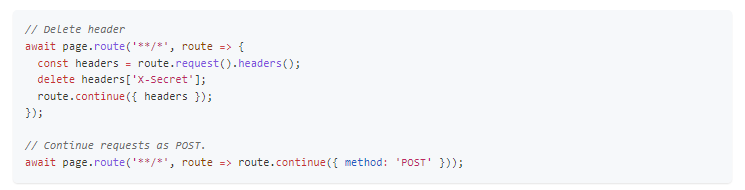 // Delete header
await page.route('**/*', route => {
  const headers = route.request().headers();
  delete headers['X-Secret'];
  route.continue({ headers });
});

// Continue requests as POST.
await page.route('**/*', route => route.continue({ method: 'POST' }));